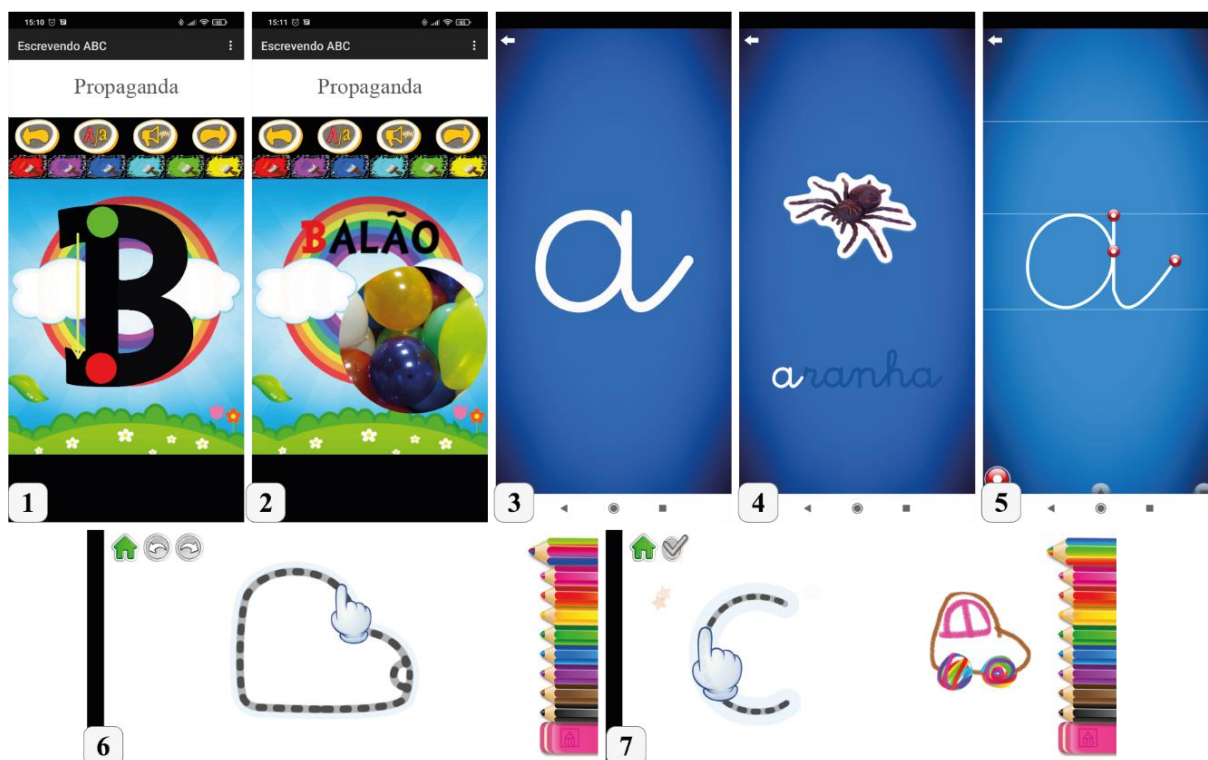 15:10
Escrevendo ABC
Propaganda
A/a
B
1
15:11
Escrevendo ABC
Propaganda
A/a
BALÃO
2
a
3
aranha
4
a
5
6
C
7